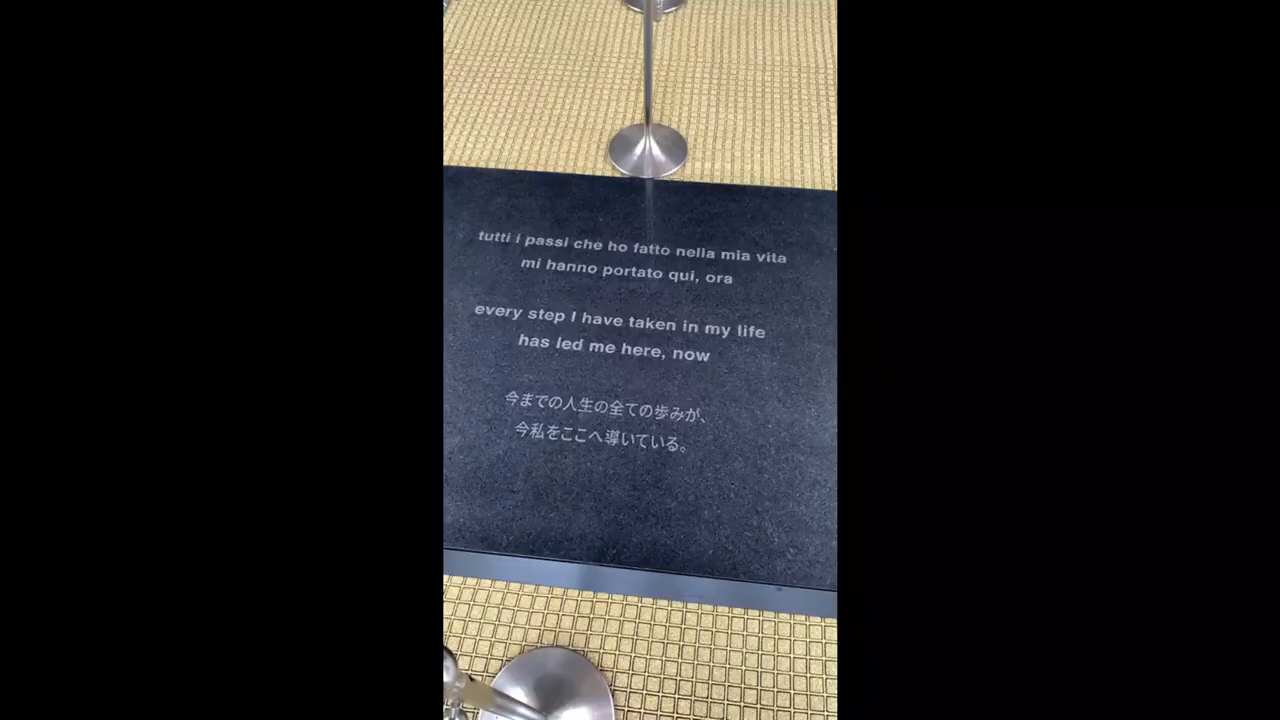 tutti i passi che ho fatto nella mia vita
mi hanno portato qui, ora
every step I have taken in my life
has led me here, now
今までの人生の全ての歩みが、
今私をここへ導いている。